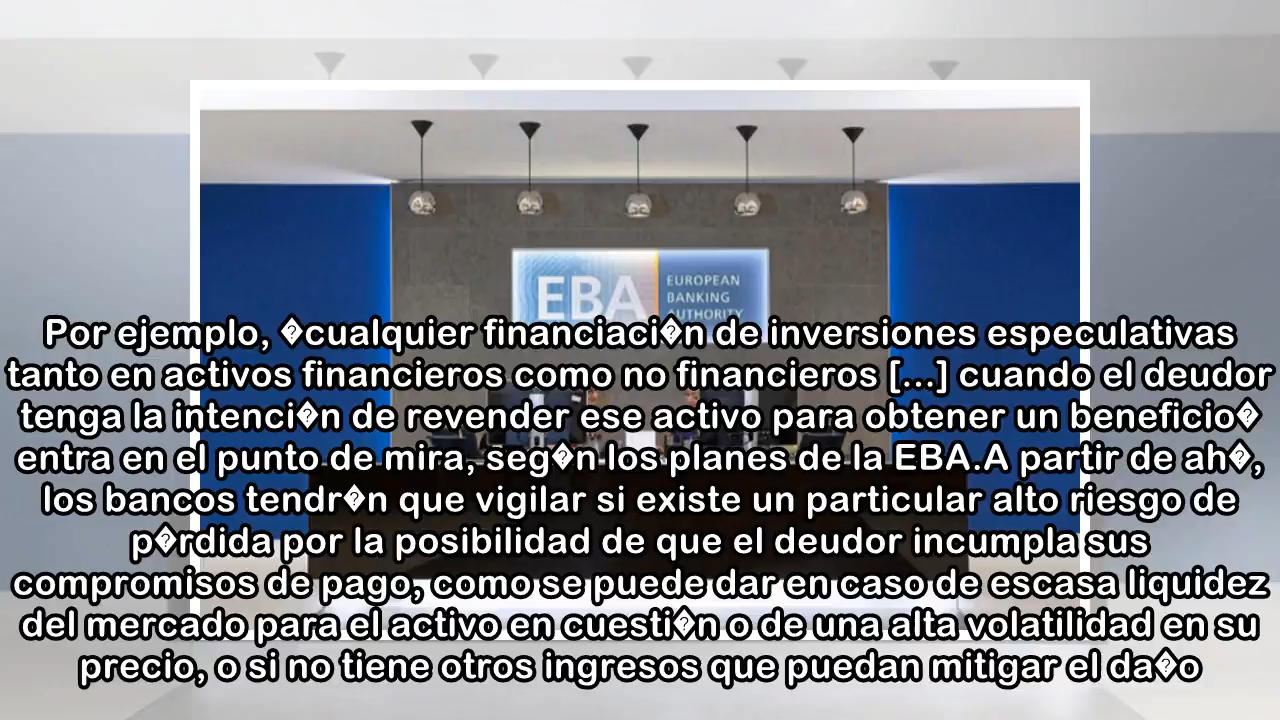 EBA
EUROPEAN
BANKING
AUTHORITY
Por ejemplo, �cualquier financiaci�n de inversiones especulativas
tanto en activos financieros como no financieros [...] cuando el deudor
tenga la intenci�n de revender ese activo para obtener un beneficio�
entra en el punto de mira, seg�n los planes de la EBA.A partir de ah�,
los bancos tendr�n que vigilar si existe un particular alto riesgo de
p�rdida por la posibilidad de que el deudor incumpla sus
compromisos de pago, como se puede dar en caso de escasa liquidez
del mercado para el activo en cuesti�n o de una alta volatilidad en su
precio, o si no tiene otros ingresos que puedan mitigar el da�o